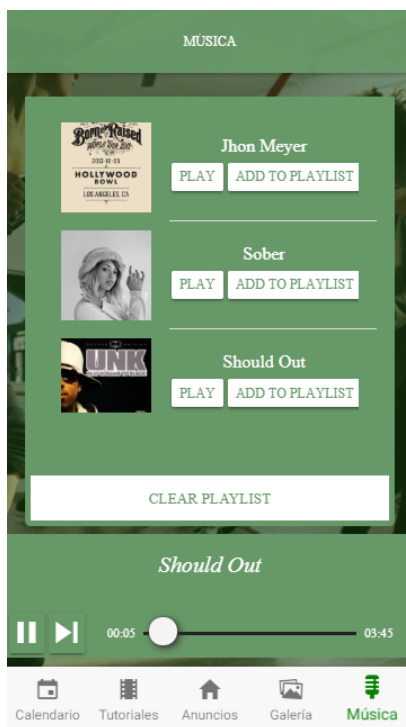 MÚSICA
Born and Raised
World Tour 2013
2013-10-05
HOLLYWOOD
BOWL
LOS ANGELES, CA
Jhon Meyer
PLAY ADD TO PLAYLIST
Sober
PLAY ADD TO PLAYLIST
UNK
Should Out
PLAY ADD TO PLAYLIST
CLEAR PLAYLIST
Should Out
00:05 03:45
Calendario Tutoriales Anuncios Galería Música